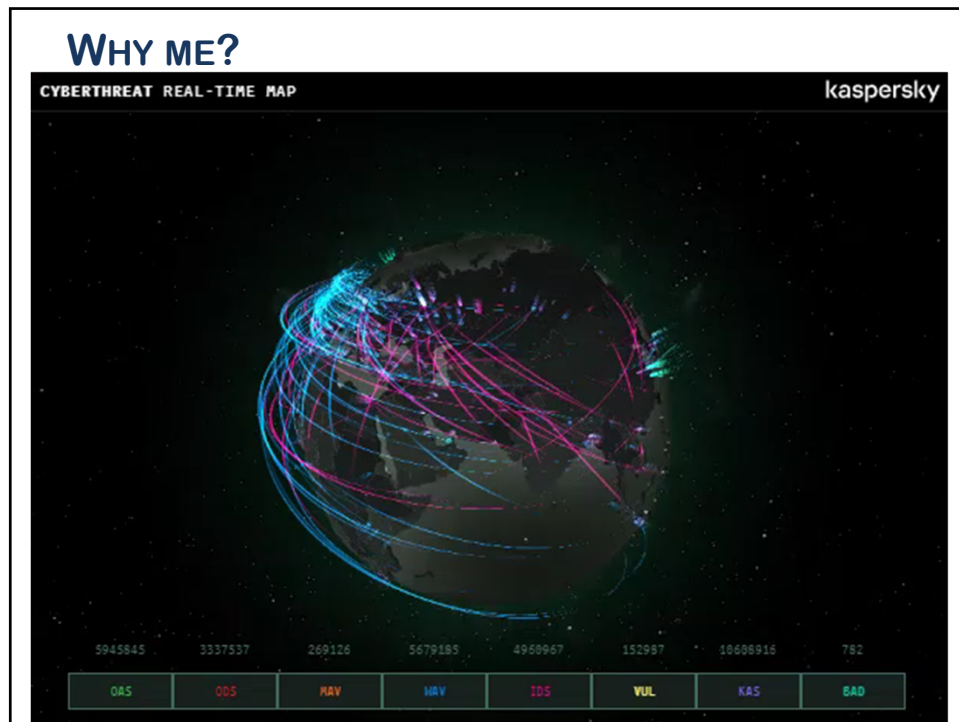 WHY ME?
CYBERTHREAT REAL-TIME MAP
kaspersky
5945845 3337537 269126 5679185 4960967 152987 10608916 782
OAS ODS MAV WAV IDS VUL KAS BAD